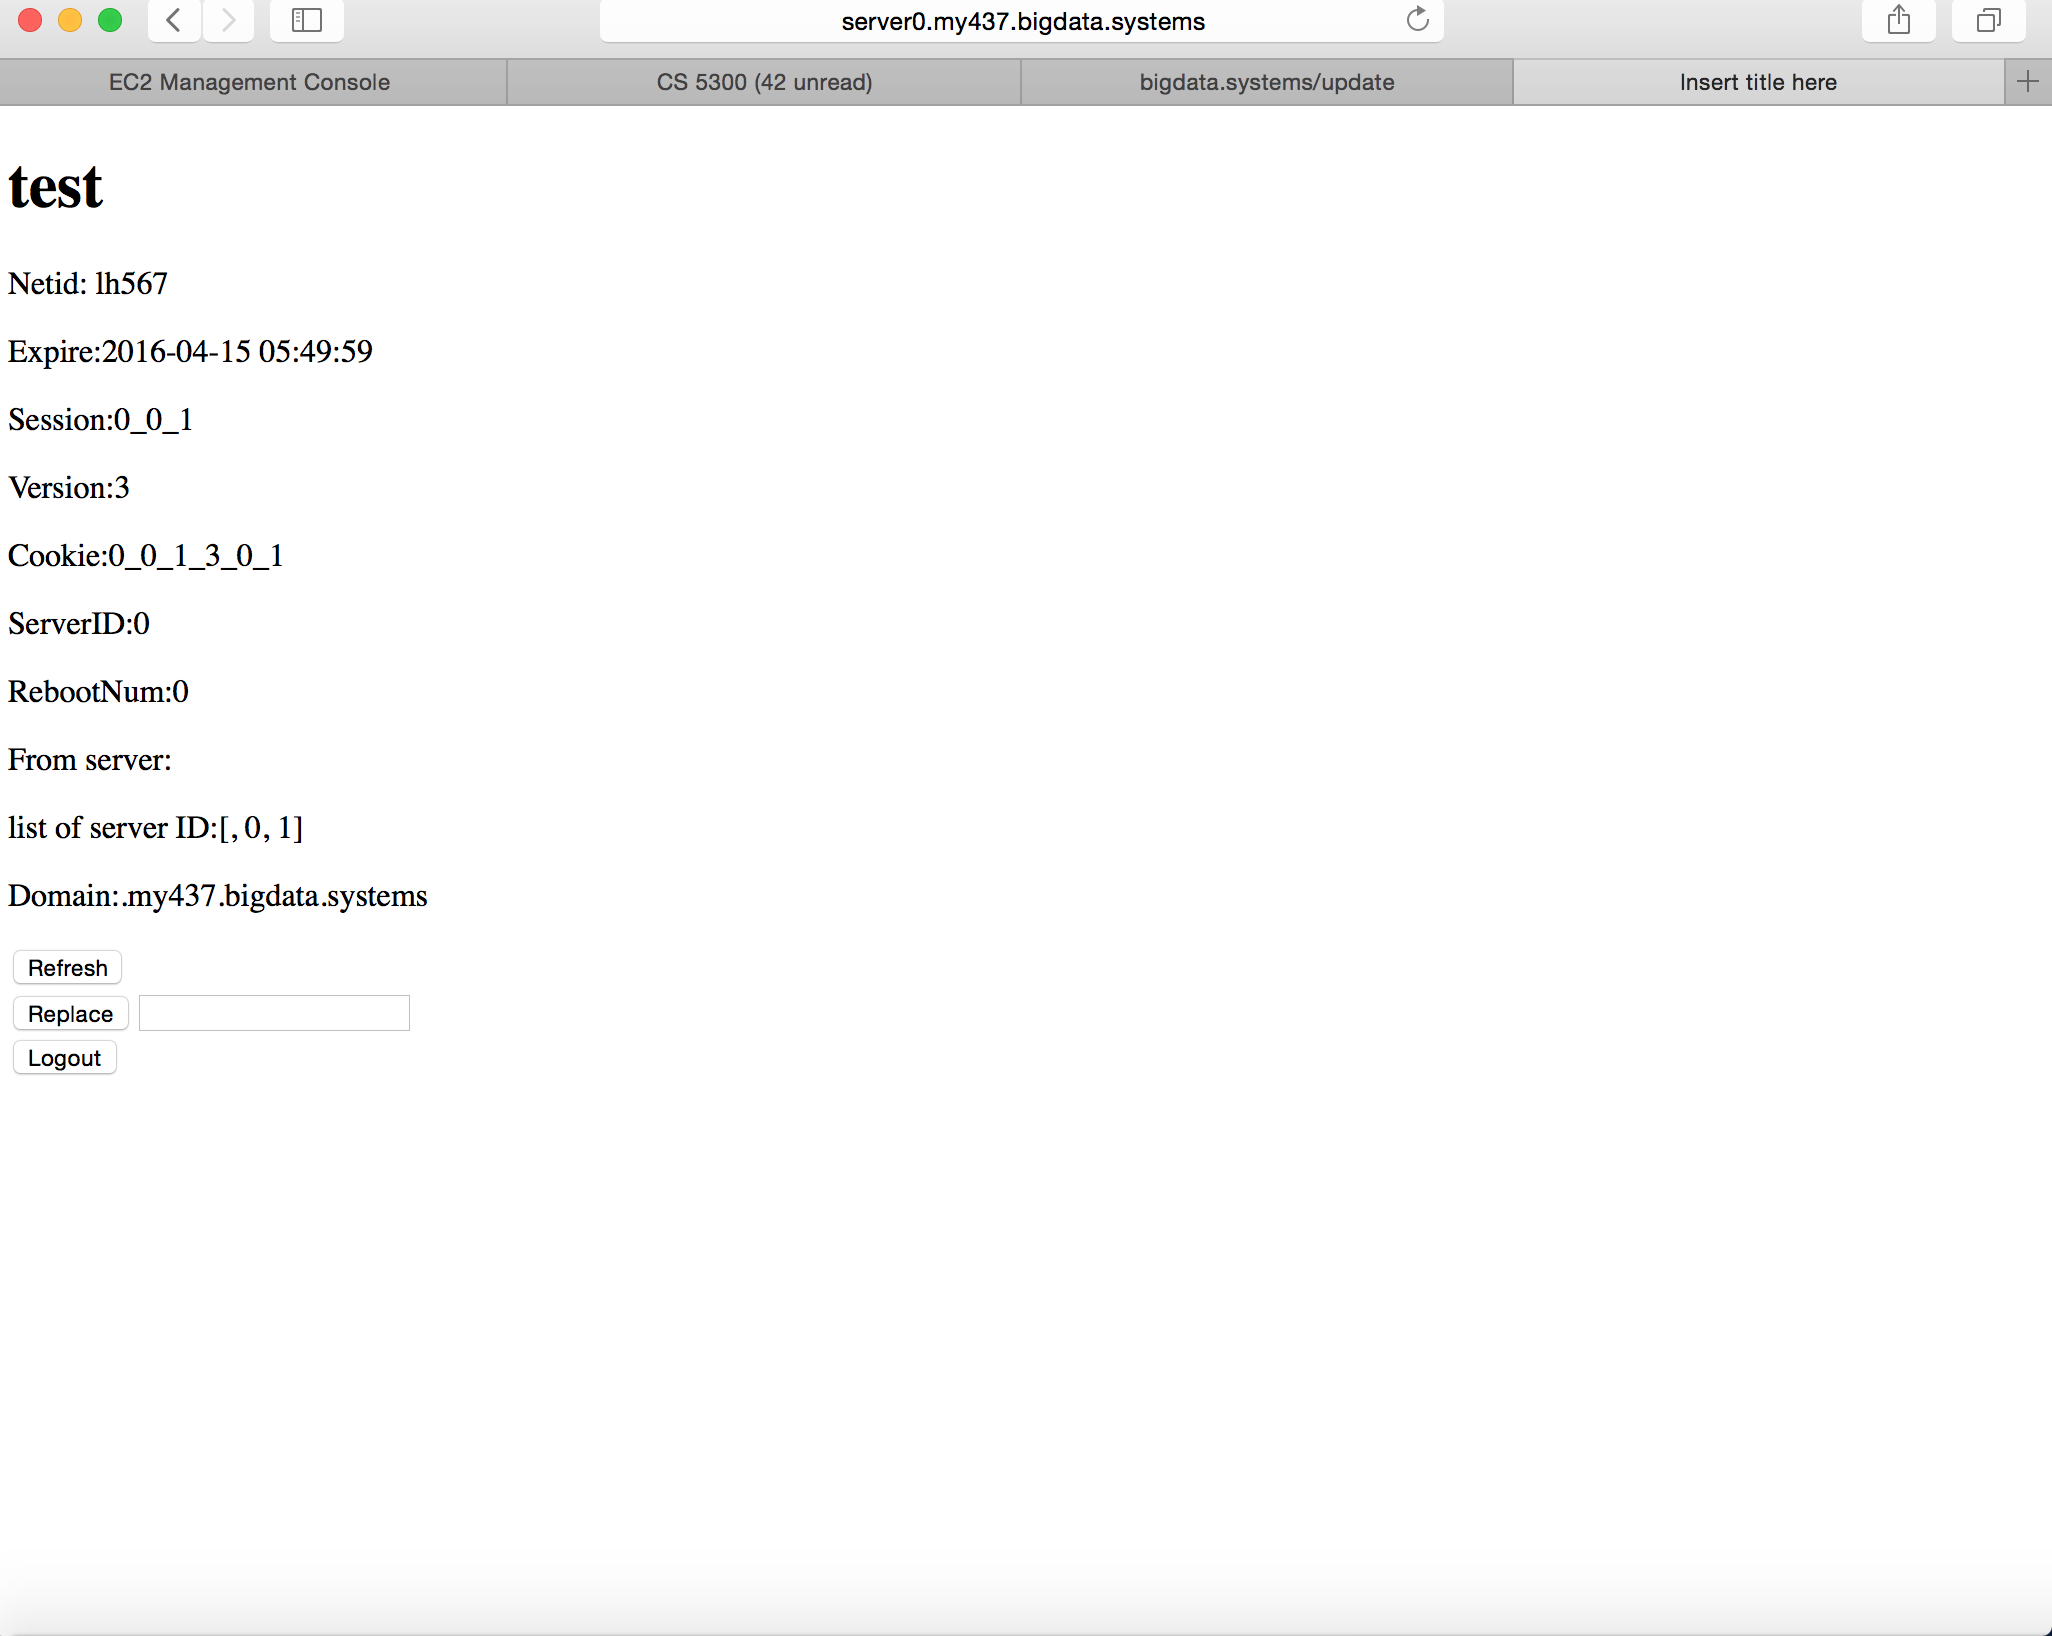 server0.my437.bigdata.systems
EC2 Management Console
CS 5300 (42 unread)
bigdata.systems/update
Insert title here
test
Netid: lh567
Expire:2016-04-15 05:49:59
Session:0_0_1
Version:3
Cookie:0_0_1_3_0_1
ServerID:0
RebootNum:0
From server:
list of server ID:[, 0, 1]
Domain:.my437.bigdata.systems
Refresh
Replace
Logout